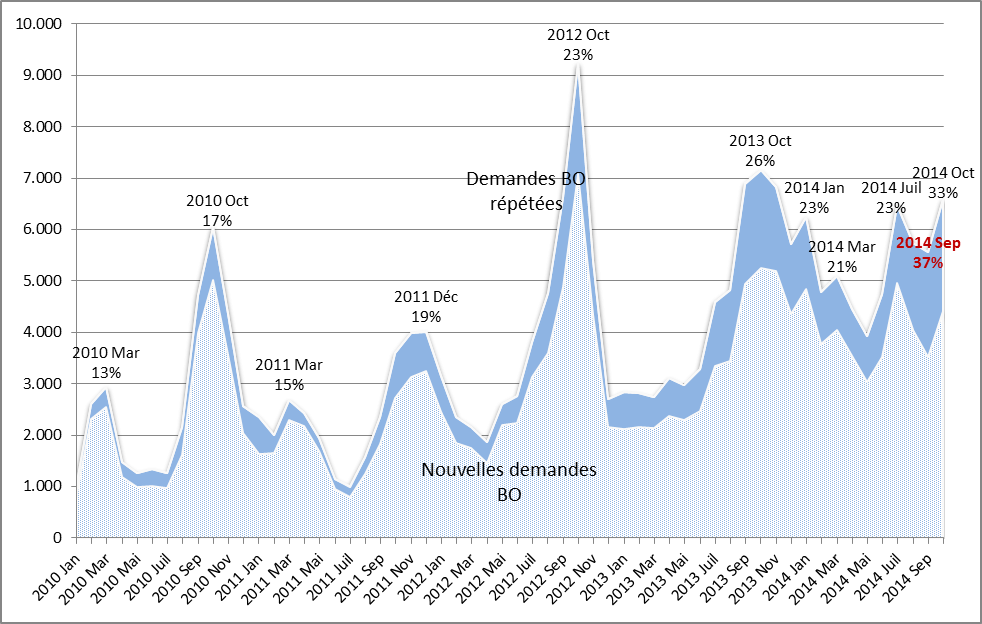 10.000
9.000
8.000
7.000
6.000
5.000
4.000
3.000
2.000
1.000
0
2010 Mar
13%
2010 Oct
17%
2011 Mar
15%
2011 Déc
19%
2012 Oct
23%
2013 Oct
26%
2014 Jan
23%
2014 Mar
21%
2014 Juil
23%
2014 Sep
37%
2014 Oct
33%
Demandes BO
répétées
Nouvelles demandes
BO
2010 Jan
2010 Mar
2010 Mai
2010 Jul
2010 Sep
2010 Nov
2011 Jan
2011 Mar
2011 Mai
2011 Jul
2011 Sep
2011 Nov
2012 Jan
2012 Mar
2012 Mai
2012 Jul
2012 Sep
2012 Nov
2013 Jan
2013 Mar
2013 Mai
2013 Jul
2013 Sep
2013 Nov
2014 Jan
2014 Mar
2014 Mai
2014 Jul
2014 Sep